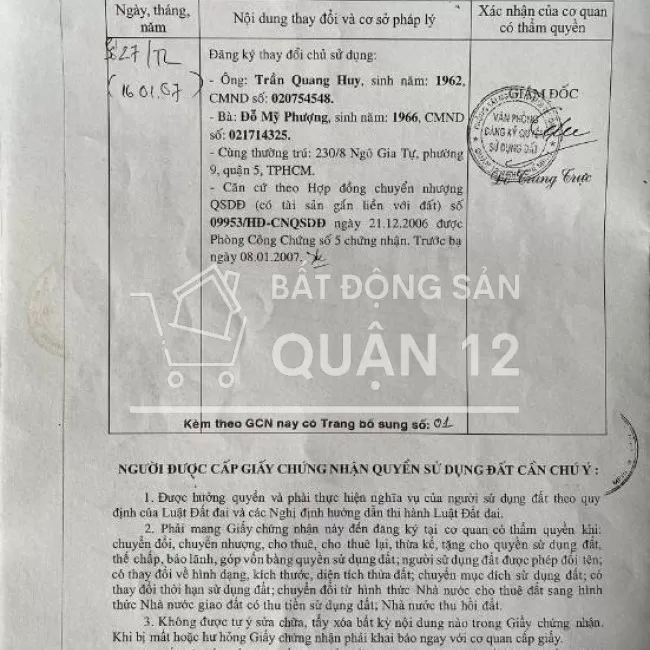 Ngày, tháng, năm
Nội dung thay đổi và cơ sở pháp lý
Xác nhận của cơ quan có thẩm quyền
Số 27/TL
(16.01.07)
Đăng ký thay đổi chủ sử dụng:
- Ông: Trần Quang Huy, sinh năm: 1962,
CMND số: 020754548.
- Bà: Đỗ Mỹ Phượng, sinh năm: 1966, CMND
số: 021714325.
- Cùng thường trú: 230/8 Ngô Gia Tự, phường
9, quận 5, TPHCM.
- Căn cứ theo Hợp đồng chuyển nhượng
QSDĐ (có tài sản gắn liền với đất) số
09953/HĐ-CNQSDĐ ngày 21.12.2006 được
Phòng Công Chứng số 5 chứng nhận. Trước bạ
ngày 08.01.2007.
GIÁM ĐỐC
VĂN PHÒNG
ĐĂNG KÝ QUYỀN
SỬ DỤNG ĐẤT
Trung Trực
BẤT ĐỘNG SẢN
QUẬN 12
Kèm theo GCN này có Trang bổ sung số: 01
NGƯỜI ĐƯỢC CẤP GIẤY CHỨNG NHẬN QUYỀN SỬ DỤNG ĐẤT CẦN CHÚ Ý :
1. Được hưởng quyền và phải thực hiện nghĩa vụ của người sử dụng đất theo quy
định của Luật Đất đai và các Nghị định hướng dẫn thi hành Luật Đất đai.
2. Phải mang Giấy chứng nhận này đến đăng ký tại cơ quan có thẩm quyền khi:
chuyển đổi, chuyển nhượng, cho thuê, cho thuê lại, thừa kế, tặng cho quyền sử dụng đất,
thế chấp, bảo lãnh, góp vốn bằng quyền sử dụng đất; người sử dụng đất được phép đổi tên;
có thay đổi về hình dạng, kích thước, diện tích thửa đất; chuyển mục đích sử dụng đất; có
thay đổi thời hạn sử dụng đất; chuyển đổi từ hình thức Nhà nước cho thuê đất sang hình
thức Nhà nước giao đất có thu tiền sử dụng đất; Nhà nước thu hồi đất.
3. Không được tự ý sửa chữa, tẩy xóa bất kỳ nội dung nào trong Giấy chứng nhận.
Khi bị mất hoặc hư hỏng Giấy chứng nhận phải khai báo ngay với cơ quan cấp giấy.